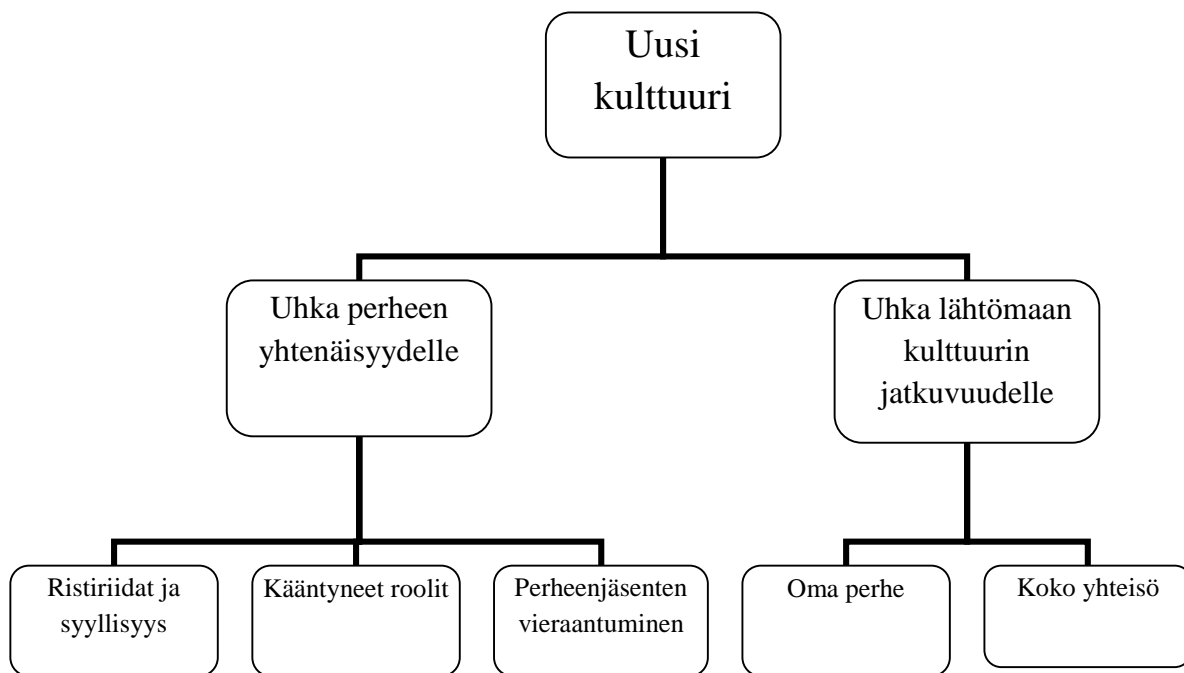 Uusi
kulttuuri
Uhka perheen
yhtenäisyydelle
Uhka lähtömaan
kulttuurin
jatkuvuudelle
Ristiriidat ja
syyllisyys
Kääntyneet roolit
Perheenjäsenten
vieraantuminen
Oma perhe
Koko yhteisö